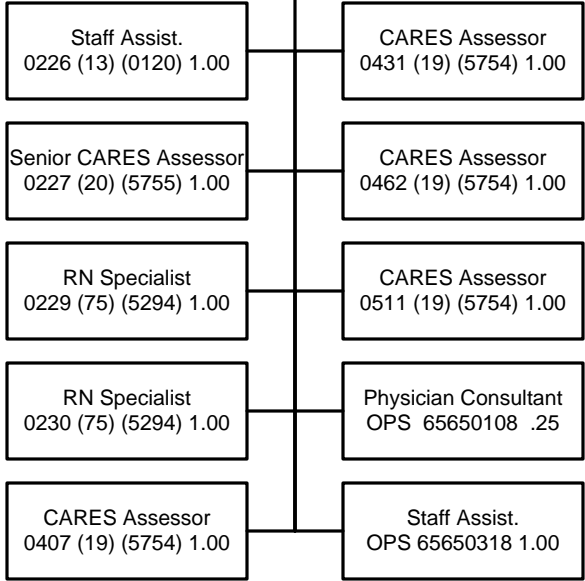 Staff Assist.
0226 (13) (0120) 1.00
Senior CARES Assessor
0227 (20) (5755) 1.00
RN Specialist
0229 (75) (5294) 1.00
RN Specialist
0230 (75) (5294) 1.00
CARES Assessor
0407 (19) (5754) 1.00
CARES Assessor
0431 (19) (5754) 1.00
CARES Assessor
0462 (19) (5754) 1.00
CARES Assessor
0511 (19) (5754) 1.00
Physician Consultant
OPS 65650108 .25
Staff Assist.
OPS 65650318 1.00